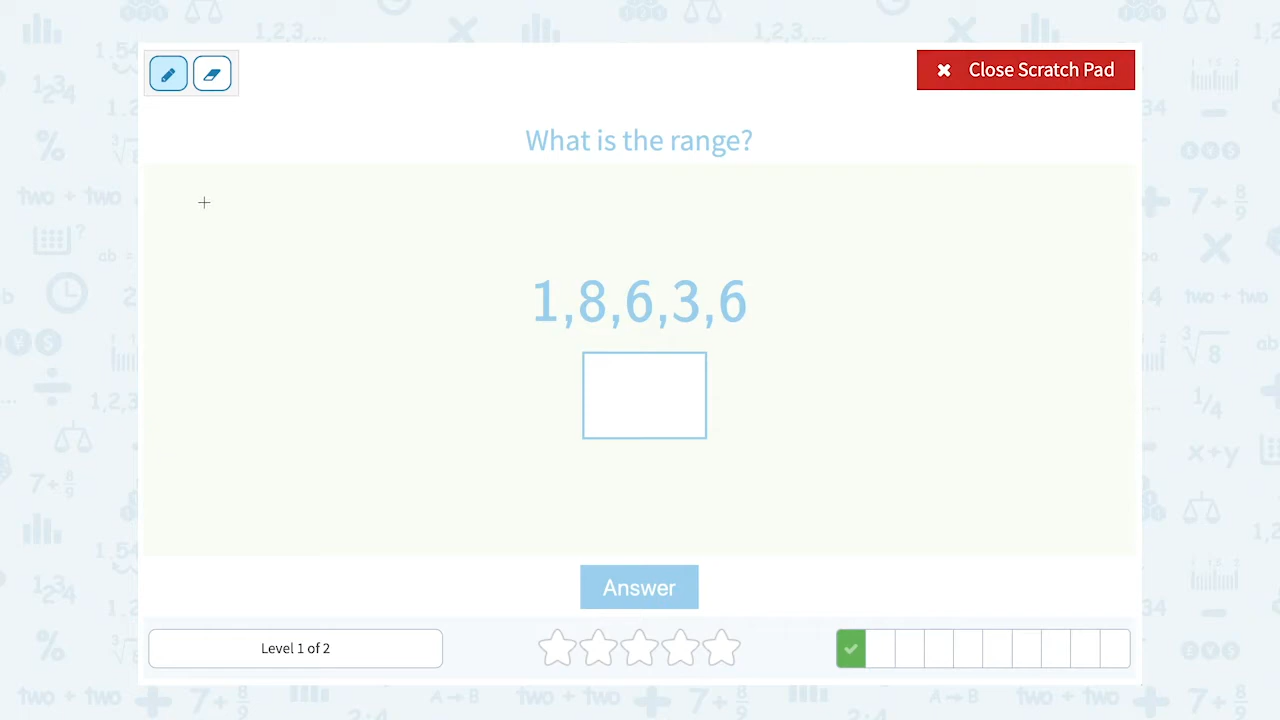 Close Scratch Pad
What is the range?
1,8,6,3,6
Answer
Level 1 of 2